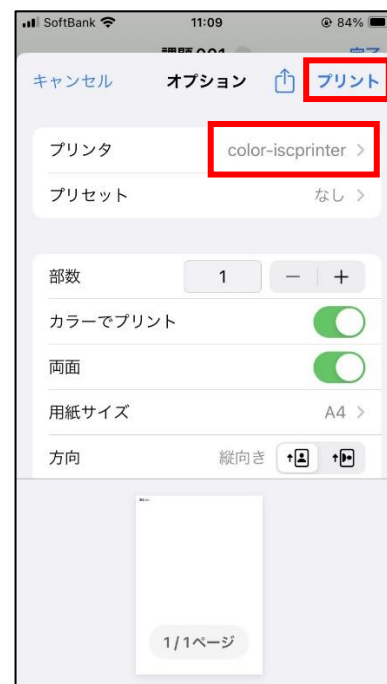 SoftBank 11:09 84%
課題001 完了
キャンセル オプション プリント
プリンタ color-iscprinter
プリセット なし
部数 1 − +
カラーでプリント
両面
用紙サイズ A4
方向 縦向き
1/1ページ